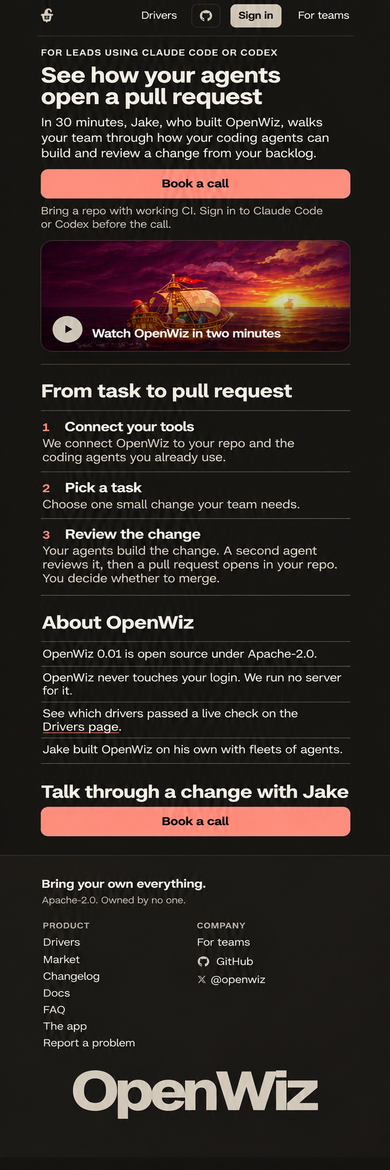 Drivers
Sign in
For teams
FOR LEADS USING CLAUDE CODE OR CODEX
See how your agents
open a pull request
In 30 minutes, Jake, who built OpenWiz, walks
your team through how your coding agents can
build and review a change from your backlog.
Book a call
Bring a repo with working CI. Sign in to Claude Code
or Codex before the call.
Watch OpenWiz in two minutes
From task to pull request
1 Connect your tools
We connect OpenWiz to your repo and the
coding agents you already use.
2 Pick a task
Choose one small change your team needs.
3 Review the change
Your agents build the change. A second agent
reviews it, then a pull request opens in your repo.
You decide whether to merge.
About OpenWiz
OpenWiz 0.01 is open source under Apache-2.0.
OpenWiz never touches your login. We run no server
for it.
See which drivers passed a live check on the
Drivers page.
Jake built OpenWiz on his own with fleets of agents.
Talk through a change with Jake
Book a call
Bring your own everything.
Apache-2.0. Owned by no one.
PRODUCT
Drivers
Market
Changelog
Docs
FAQ
The app
Report a problem
COMPANY
For teams
GitHub
@openwiz
OpenWiz